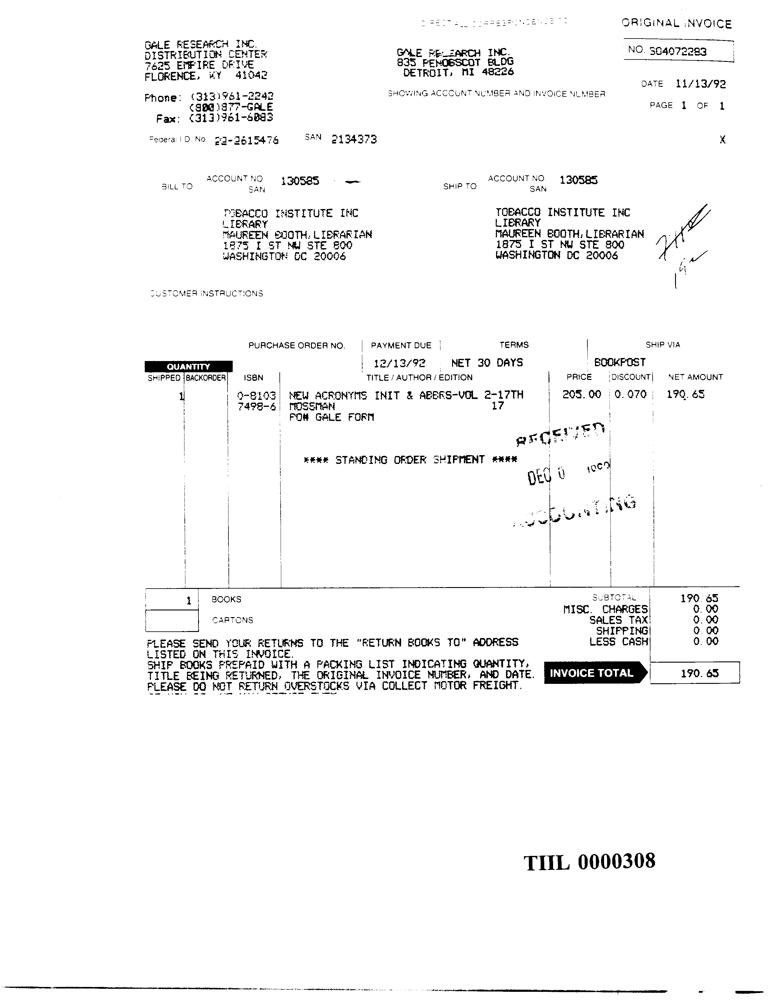 DIRECT ALL CORRESPONDENCE TO
ORIGINAL INVOICE
GALE RESEARCH INC.
DISTRIBUTION CENTER
7625 EMPIRE DRIVE
FLORENCE, KY 41042
GALE RESEARCH INC.
835 PENOBSCOT BLDG
DETROIT, MI 48226
NO. S04072283
SHOWING ACCOUNT NUMBER AND INVOICE NUMBER
DATE 11/13/92
PAGE 1 OF 1
Phone: (313)961-2242
(800)877-GALE
Fax: (313)961-6083
Federal I.D. No. 22-2615476 SAN 2134373 X
BILL TO ACCOUNT NO. 130585 -
SAN
SHIP TO ACCOUNT NO. 130585
SAN
TOBACCO INSTITUTE INC
LIBRARY
MAUREEN BOOTH, LIBRARIAN
1875 I ST NW STE 800
WASHINGTON DC 20006
TOBACCO INSTITUTE INC
LIBRARY
MAUREEN BOOTH, LIBRARIAN
1875 I ST NW STE 800
WASHINGTON DC 20006
CUSTOMER INSTRUCTIONS
PURCHASE ORDER NO. PAYMENT DUE TERMS SHIP VIA
12/13/92 NET 30 DAYS BOOKPOST
QUANTITY
SHIPPED BACKORDER ISBN TITLE / AUTHOR / EDITION PRICE DISCOUNT NET AMOUNT
1 0-8103 NEW ACRONYMS INIT & ABBRS-VOL 2-17TH 205.00 0.070 190.65
7498-6 MOSSMAN 17
FOR GALE FORM
RECEIVED
**** STANDING ORDER SHIPMENT ****
DEC 0
ACCOUNTING
1 BOOKS
CARTONS
SUBTOTAL 190.65
MISC. CHARGES 0.00
SALES TAX 0.00
SHIPPING 0.00
LESS CASH 0.00
PLEASE SEND YOUR RETURNS TO THE "RETURN BOOKS TO" ADDRESS
LISTED ON THIS INVOICE.
SHIP BOOKS PREPAID WITH A PACKING LIST INDICATING QUANTITY,
TITLE BEING RETURNED, THE ORIGINAL INVOICE NUMBER, AND DATE.
PLEASE DO NOT RETURN OVERSTOCKS VIA COLLECT MOTOR FREIGHT.
INVOICE TOTAL 190.65
TIIL 0000308